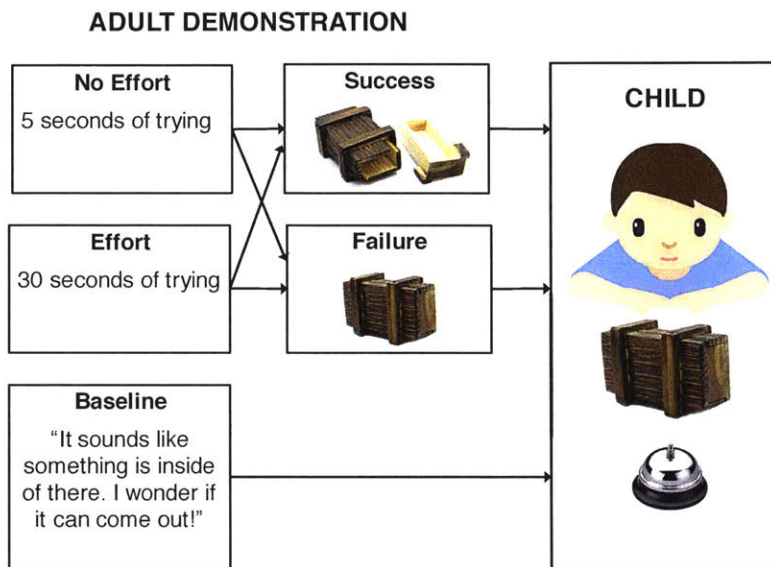 ADULT DEMONSTRATION
No Effort
5 seconds of trying
Success
CHILD
Effort
30 seconds of trying
Failure
Baseline
“It sounds like
something is inside
of there. I wonder if
it can come out!”